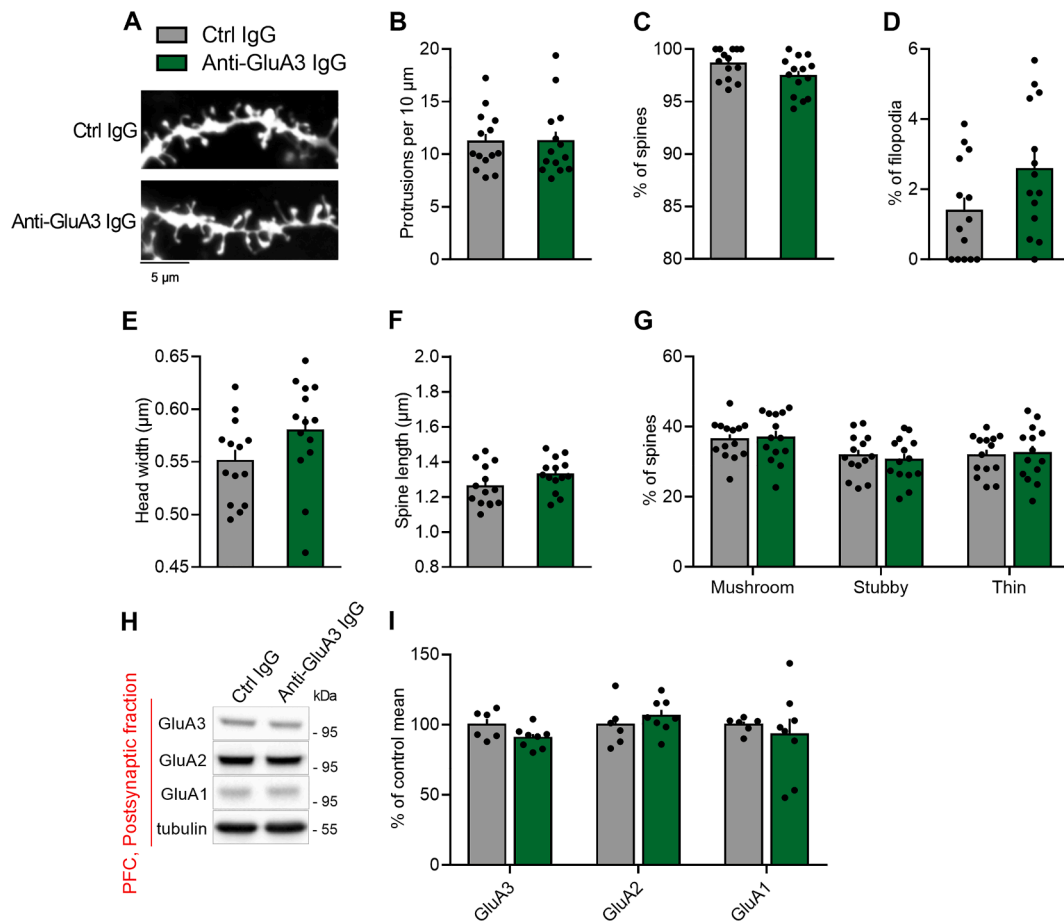 A
Ctrl IgG
Anti-GluA3 IgG
Ctrl IgG
Anti-GluA3 IgG
5 µm
B
Protrusions per 10 µm
20
15
10
5
0
C
% of spines
100
95
90
85
80
D
% of filopodia
6
4
2
0
E
Head width (µm)
0.65
0.60
0.55
0.50
0.45
F
Spine length (µm)
2.0
1.8
1.6
1.4
1.2
1.0
0.8
G
% of spines
60
40
20
0
Mushroom Stubby Thin
H
PFC, Postsynaptic fraction
Ctrl IgG
Anti-GluA3 IgG
kDa
GluA3 - 95
GluA2 - 95
GluA1 - 95
tubulin - 55
I
% of control mean
150
100
50
0
GluA3 GluA2 GluA1